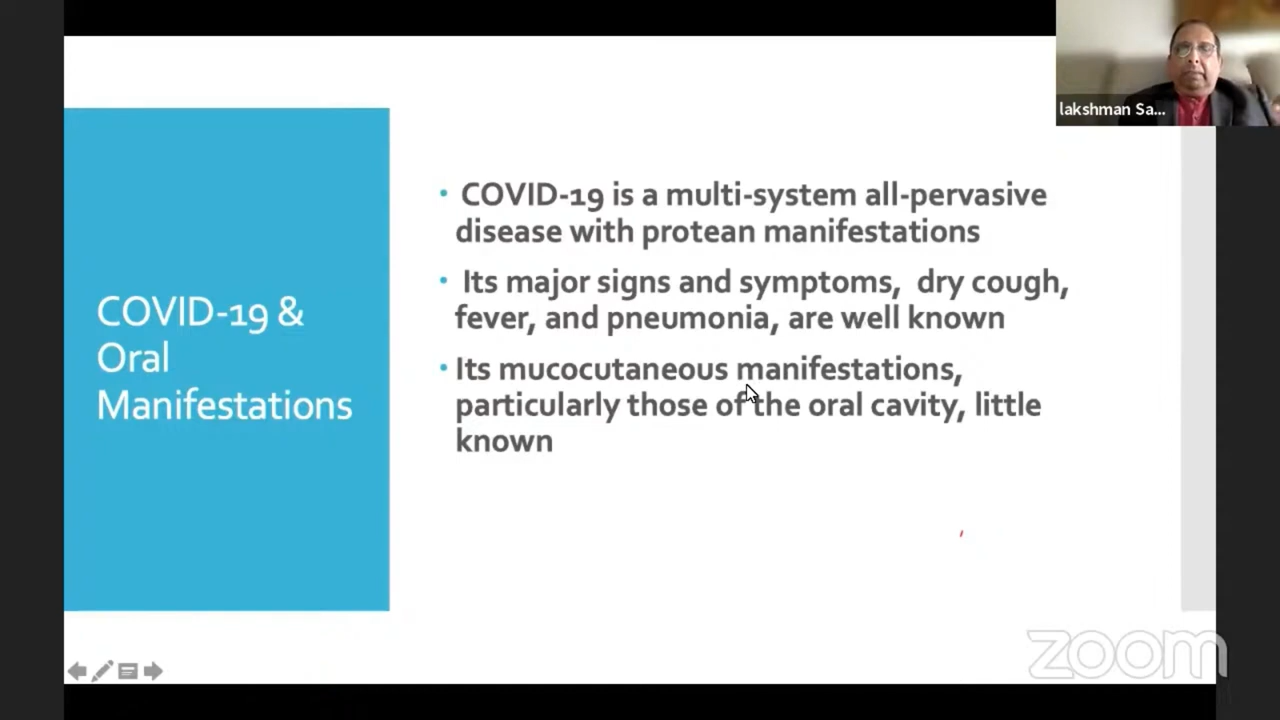 lakshman Sa...
COVID-19 &
Oral
Manifestations
• COVID-19 is a multi-system all-pervasive
disease with protean manifestations
• Its major signs and symptoms, dry cough,
fever, and pneumonia, are well known
• Its mucocutaneous manifestations,
particularly those of the oral cavity, little
known
zoom